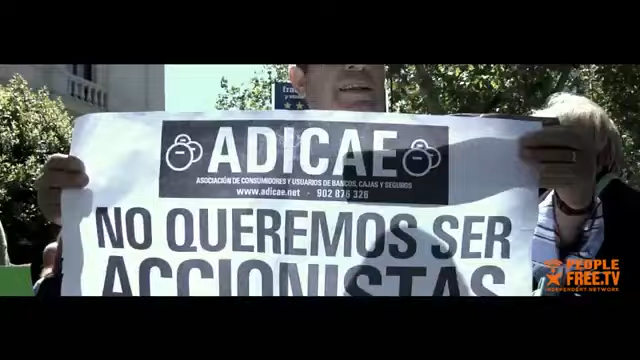 ADICAE
ASOCIACIÓN DE CONSUMIDORES Y USUARIOS DE BANCOS, CAJAS Y SEGUROS
www.adicae.net - 902 876 326
NO QUEREMOS SER
ACCIONISTAS
PEOPLE
FREE.TV
INDEPENDENT NETWORK